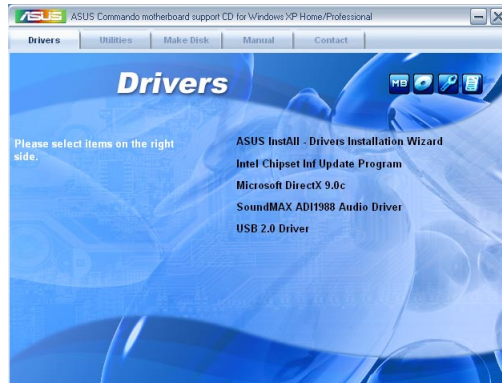 ASUS ASUS Commando motherboard support CD for Windows XP Home/Professional
Drivers Utilities Make Disk Manual Contact
Drivers
MB
Please select items on the right
side.
ASUS InstAll - Drivers Installation Wizard
Intel Chipset Inf Update Program
Microsoft DirectX 9.0c
SoundMAX ADI1988 Audio Driver
USB 2.0 Driver